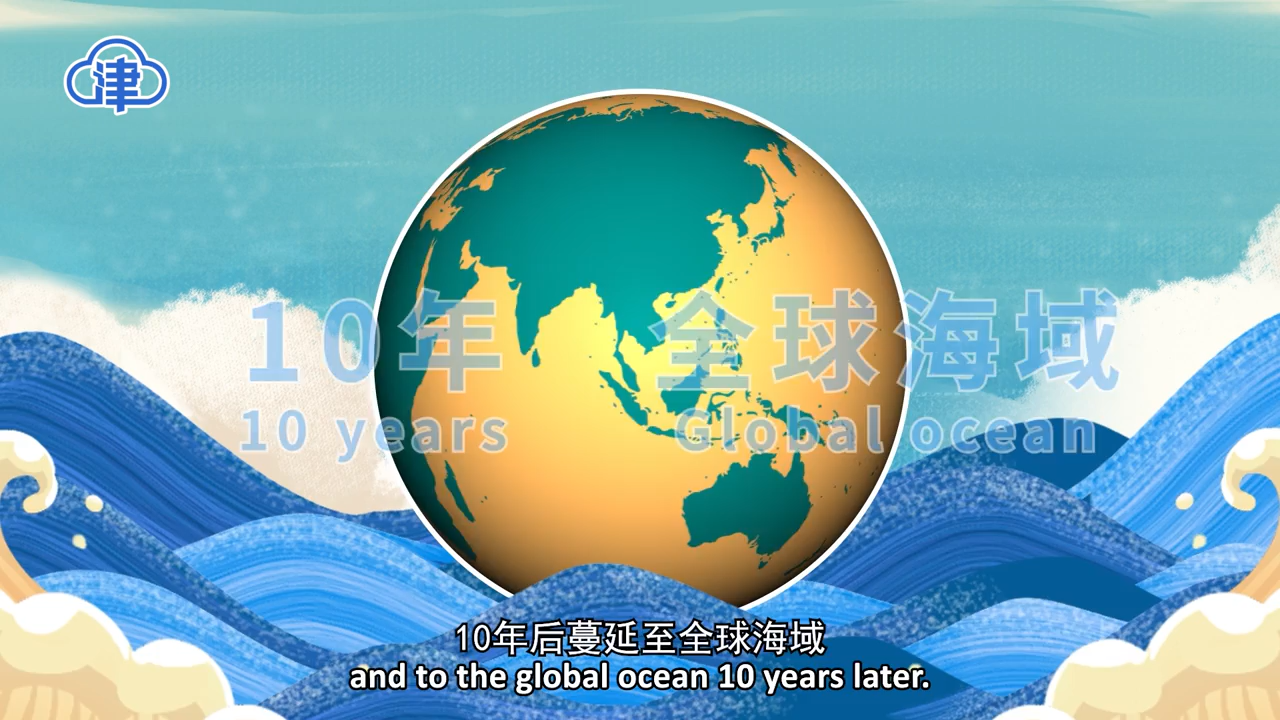 津
10年 全球海域
10 years Global ocean
10年后蔓延至全球海域
and to the global ocean 10 years later.